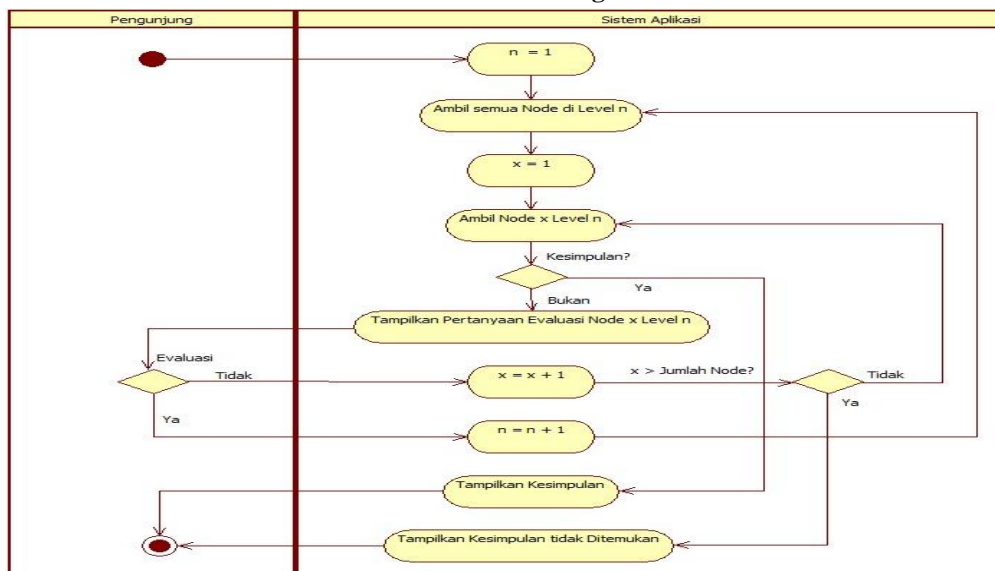 Pengunjung
Sistem Aplikasi
n = 1
Ambil semua Node di Level n
x = 1
Ambil Node x Level n
Kesimpulan?
Ya
Bukan
Tampilkan Pertanyaan Evaluasi Node x Level n
Evaluasi
Tidak
x = x + 1
x > Jumlah Node?
Tidak
Ya
Ya
n = n + 1
Tampilkan Kesimpulan
Tampilkan Kesimpulan tidak Ditemukan